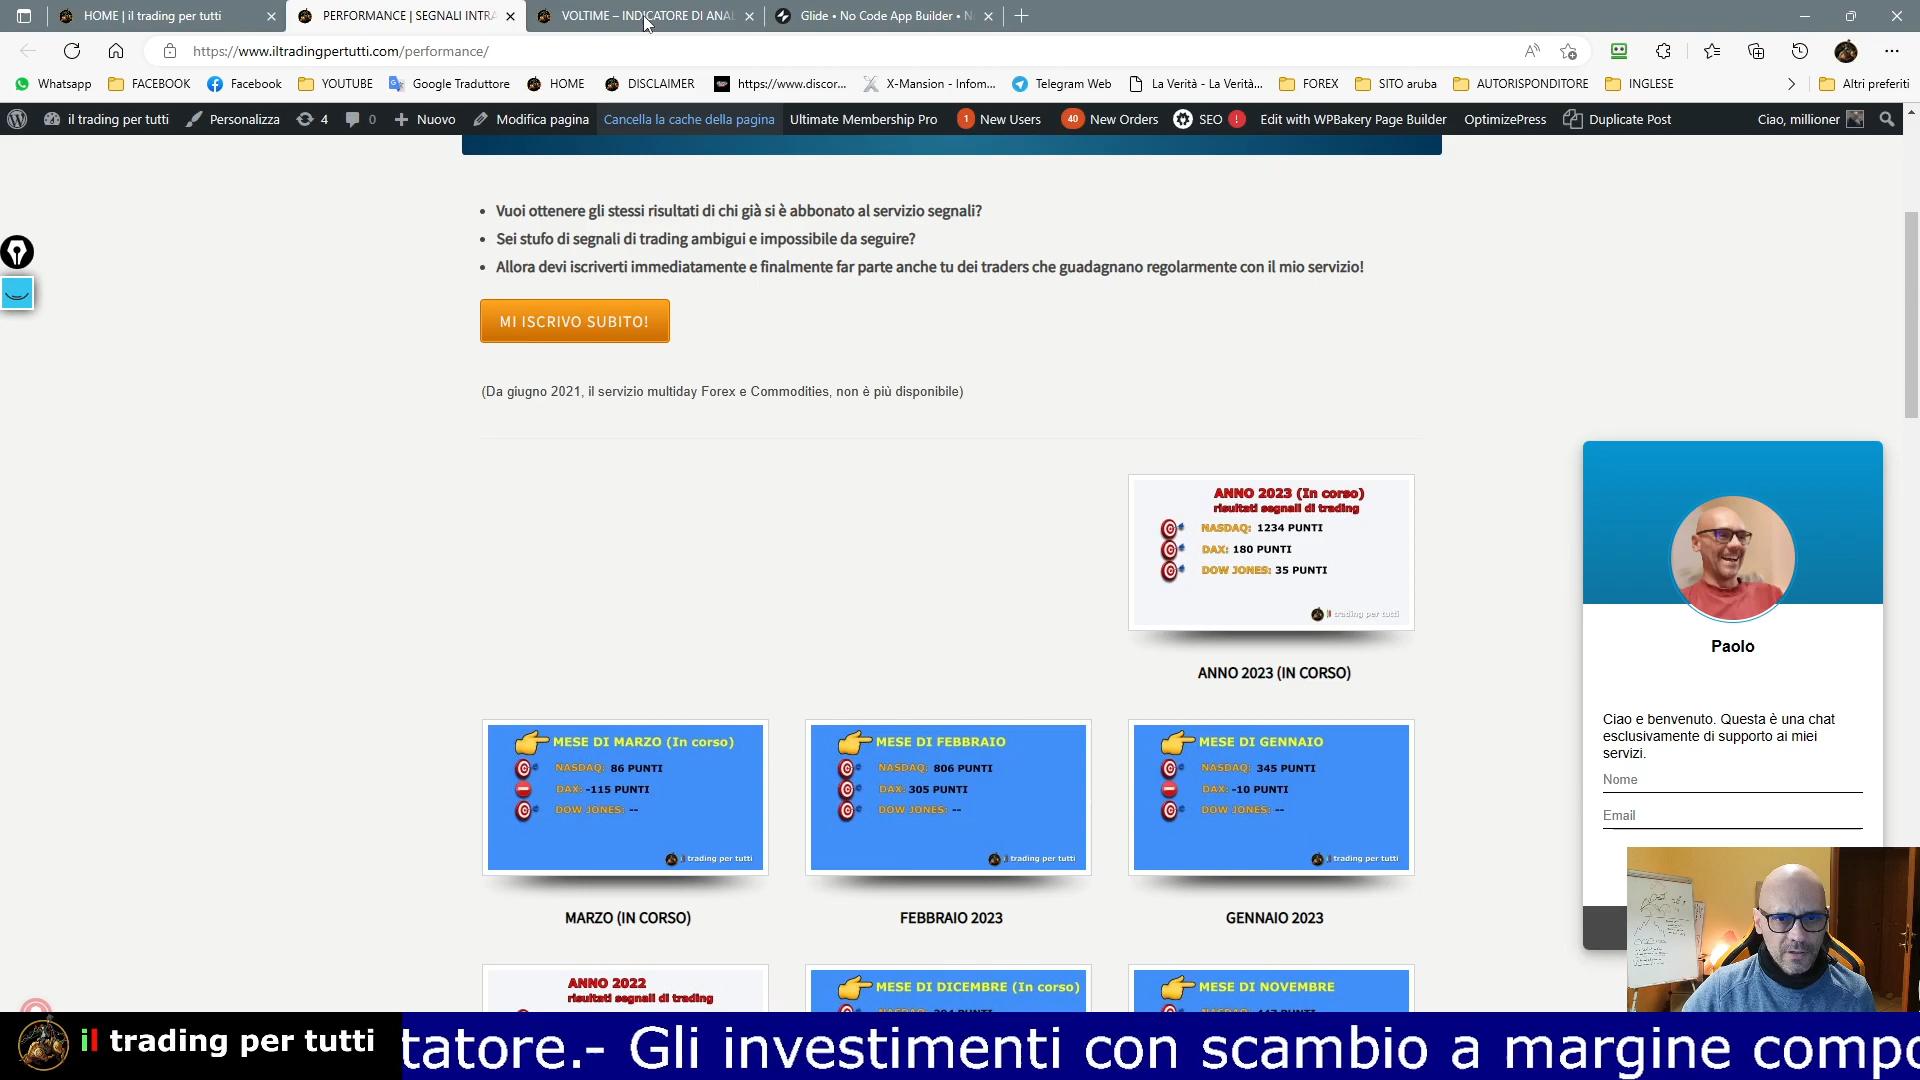 HOME | il trading per tutti
PERFORMANCE | SEGNALI INTRA
VOLTIME – INDICATORE DI ANAL
Glide • No Code App Builder • N
https://www.iltradingpertutti.com/performance/
Whatsapp
FACEBOOK
Facebook
YOUTUBE
Google Traduttore
HOME
DISCLAIMER
https://www.discor...
X-Mansion - Infom...
Telegram Web
La Verità - La Verità...
FOREX
SITO aruba
AUTORISPONDITORE
INGLESE
Altri preferiti
il trading per tutti
Personalizza
4
0
Nuovo
Modifica pagina
Cancella la cache della pagina
Ultimate Membership Pro
1 New Users
40 New Orders
SEO !
Edit with WPBakery Page Builder
OptimizePress
Duplicate Post
Ciao, millioner
Vuoi ottenere gli stessi risultati di chi già si è abbonato al servizio segnali?
Sei stufo di segnali di trading ambigui e impossibile da seguire?
Allora devi iscriverti immediatamente e finalmente far parte anche tu dei traders che guadagnano regolarmente con il mio servizio!
MI ISCRIVO SUBITO!
(Da giugno 2021, il servizio multiday Forex e Commodities, non è più disponibile)
ANNO 2023 (In corso)
risultati segnali di trading
NASDAQ: 1234 PUNTI
DAX: 180 PUNTI
DOW JONES: 35 PUNTI
il trading per tutti
ANNO 2023 (IN CORSO)
MESE DI MARZO (In corso)
NASDAQ: 86 PUNTI
DAX: -115 PUNTI
DOW JONES: --
il trading per tutti
MARZO (IN CORSO)
MESE DI FEBBRAIO
NASDAQ: 806 PUNTI
DAX: 305 PUNTI
DOW JONES: --
il trading per tutti
FEBBRAIO 2023
MESE DI GENNAIO
NASDAQ: 345 PUNTI
DAX: -10 PUNTI
DOW JONES: --
il trading per tutti
GENNAIO 2023
ANNO 2022
risultati segnali di trading
MESE DI DICEMBRE (In corso)
MESE DI NOVEMBRE
Paolo
Ciao e benvenuto. Questa è una chat
esclusivamente di supporto ai miei
servizi.
Nome
Email
il trading per tutti
tatore.- Gli investimenti con scambio a margine compo